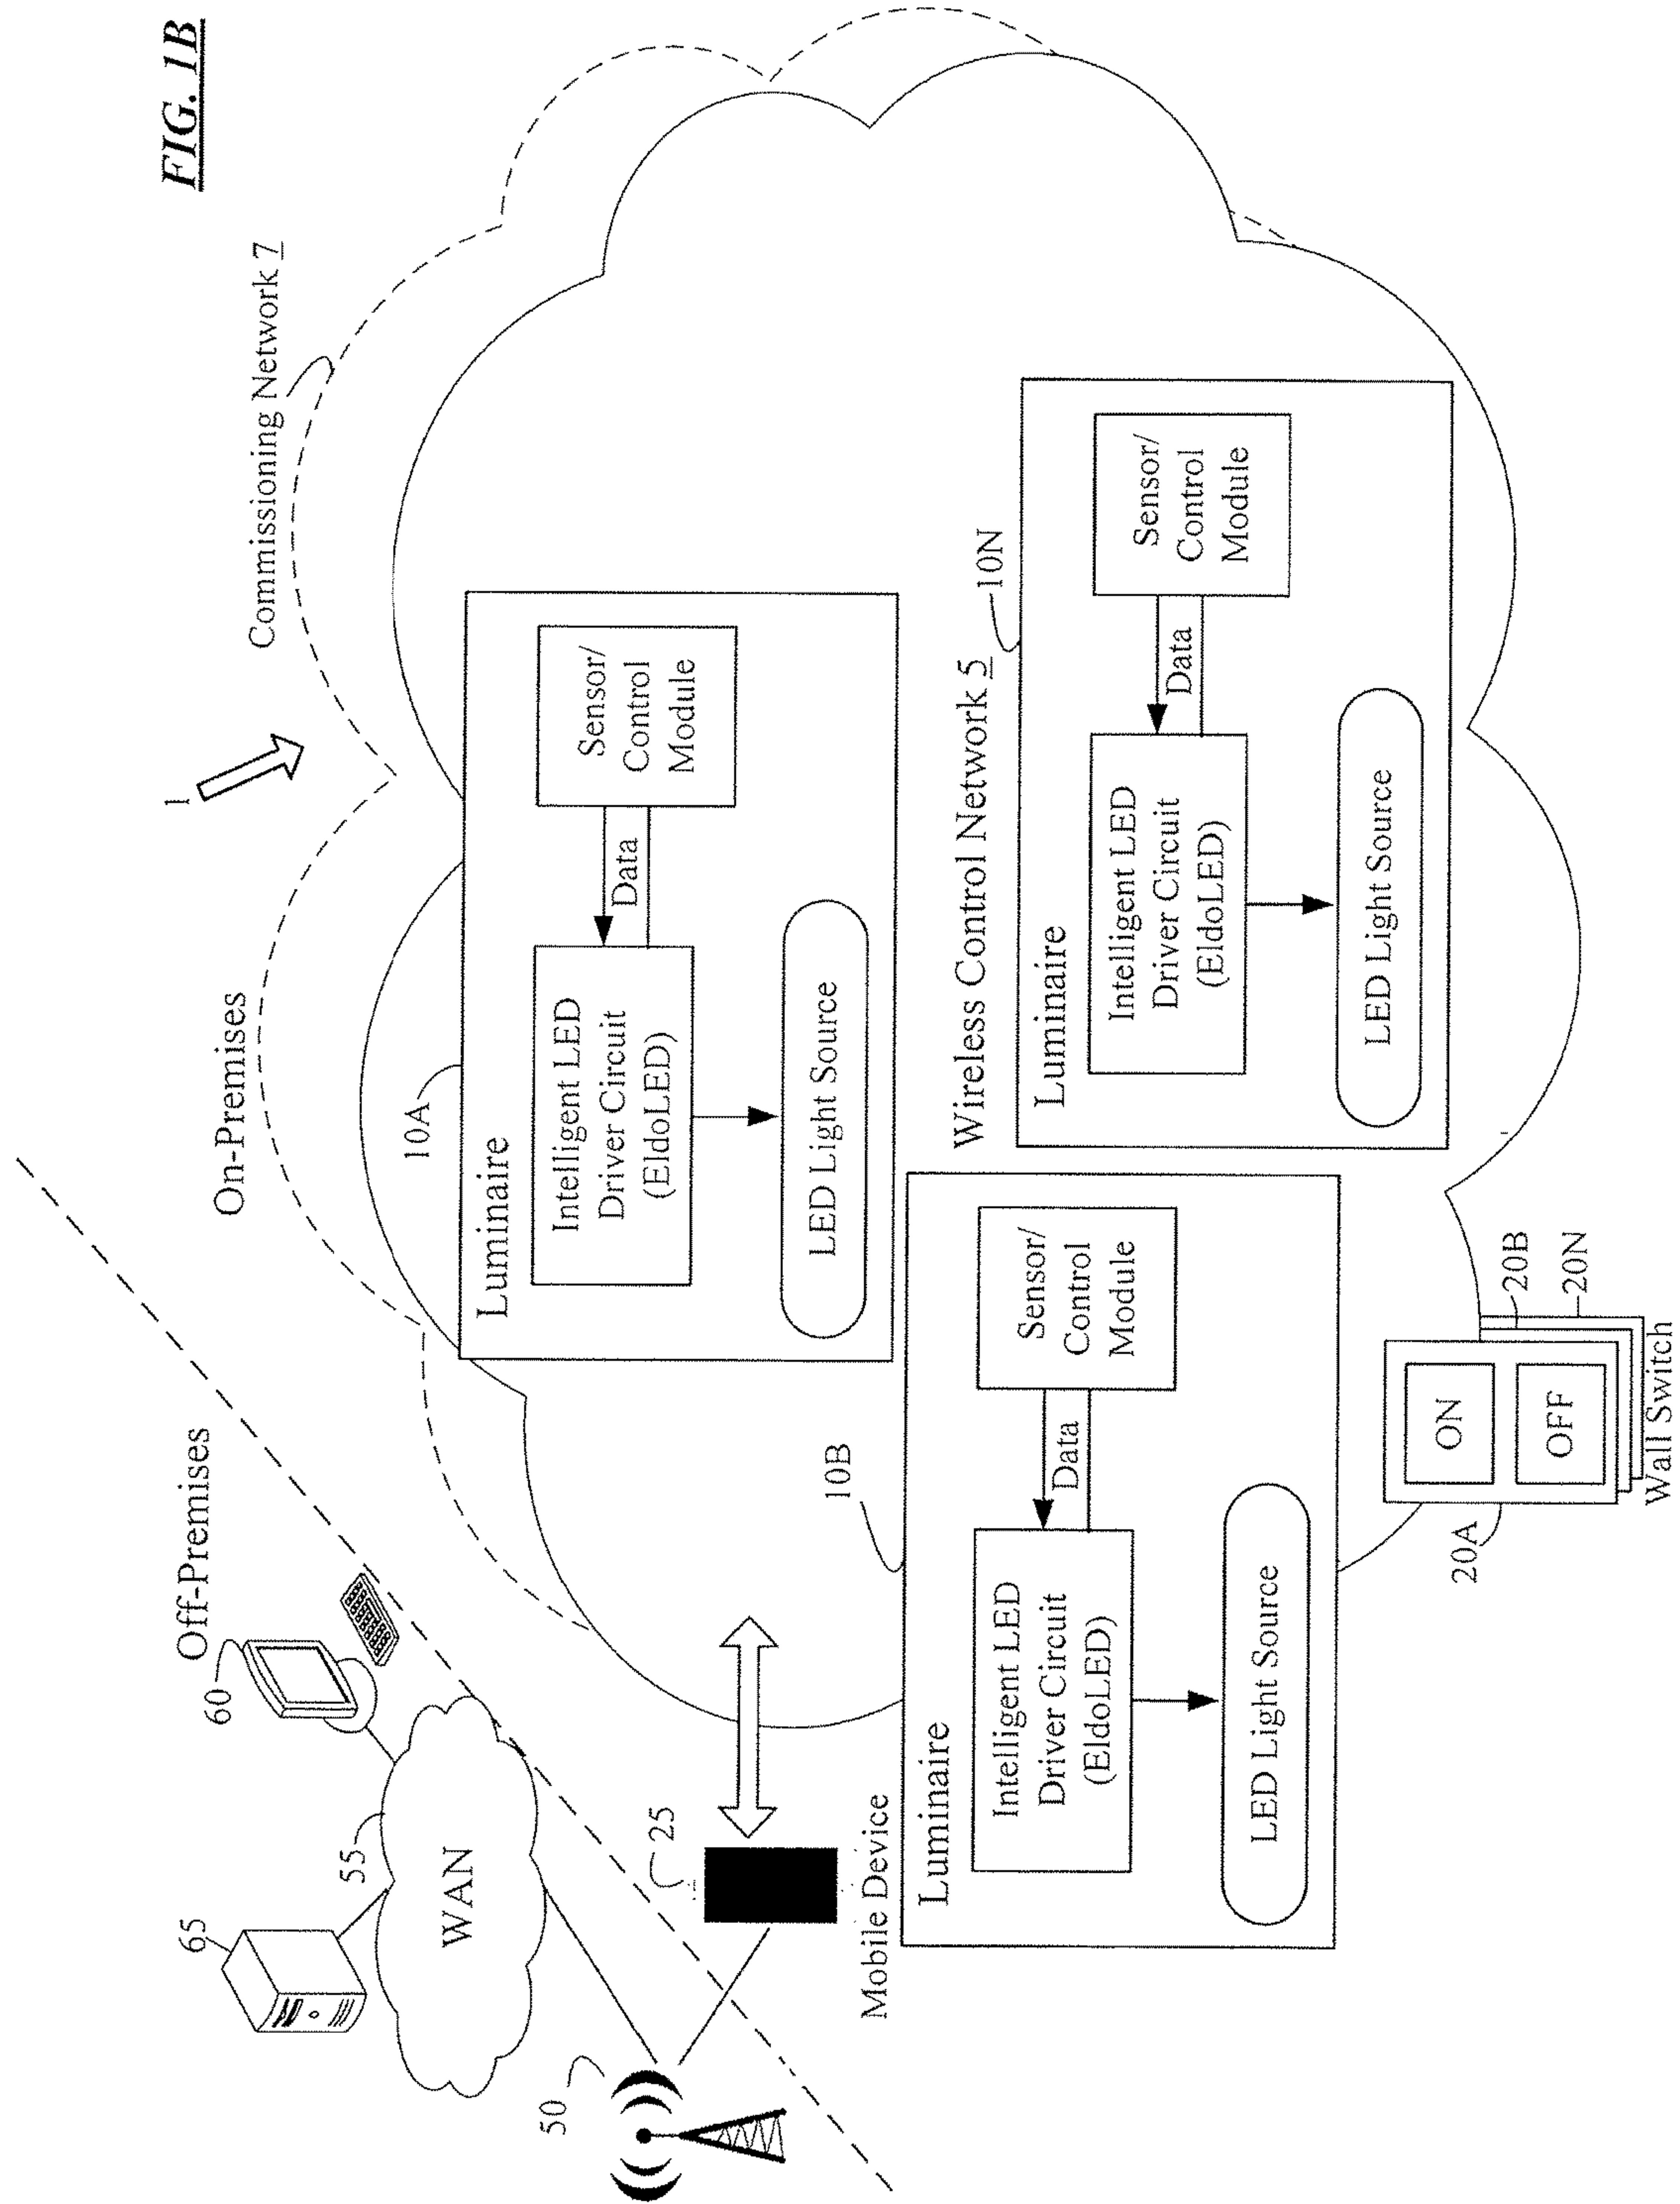 FIG. 1B
Off-Premises
On-Premises
1
Commissioning Network 7
65
60
55
WAN
50
25
Mobile Device
10A
Luminaire
Intelligent LED
Driver Circuit
(EldoLED)
Data
Sensor/
Control
Module
LED Light Source
10B
Luminaire
Intelligent LED
Driver Circuit
(EldoLED)
Data
Sensor/
Control
Module
LED Light Source
Wireless Control Network 5
10N
Luminaire
Intelligent LED
Driver Circuit
(EldoLED)
Data
Sensor/
Control
Module
LED Light Source
20A
ON
OFF
20B
20N
Wall Switch